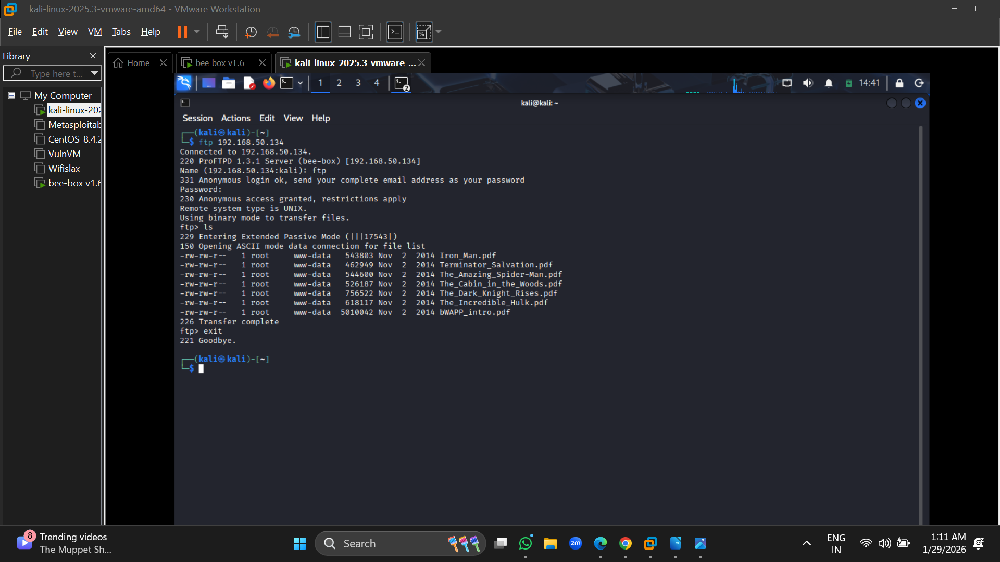 kali-linux-2025.3-vmware-amd64 - VMware Workstation
File Edit View VM Tabs Help
Library
Type here t...
My Computer
kali-linux-202
Metasploitab
CentOS_8.4.2
VulnVM
Wifislax
bee-box v1.6
Home
bee-box v1.6
kali-linux-2025.3-vmware-...
1 2 3 4
2
14:41
kali@kali: ~
Session Actions Edit View Help
(kali㉿kali)-[~]
$ ftp 192.168.50.134
Connected to 192.168.50.134.
220 ProFTPD 1.3.1 Server (bee-box) [192.168.50.134]
Name (192.168.50.134:kali): ftp
331 Anonymous login ok, send your complete email address as your password
Password:
230 Anonymous access granted, restrictions apply
Remote system type is UNIX.
Using binary mode to transfer files.
ftp> ls
229 Entering Extended Passive Mode (|||17543|)
150 Opening ASCII mode data connection for file list
-rw-rw-r-- 1 root www-data 543803 Nov 2 2014 Iron_Man.pdf
-rw-rw-r-- 1 root www-data 462949 Nov 2 2014 Terminator_Salvation.pdf
-rw-rw-r-- 1 root www-data 544600 Nov 2 2014 The_Amazing_Spider-Man.pdf
-rw-rw-r-- 1 root www-data 526187 Nov 2 2014 The_Cabin_in_the_Woods.pdf
-rw-rw-r-- 1 root www-data 756522 Nov 2 2014 The_Dark_Knight_Rises.pdf
-rw-rw-r-- 1 root www-data 618117 Nov 2 2014 The_Incredible_Hulk.pdf
-rw-rw-r-- 1 root www-data 5010042 Nov 2 2014 bWAPP_intro.pdf
226 Transfer complete
ftp> exit
221 Goodbye.
(kali㉿kali)-[~]
$
8
Trending videos
The Muppet Sh...
Search
zm
ENG
IN
1:11 AM
1/29/2026